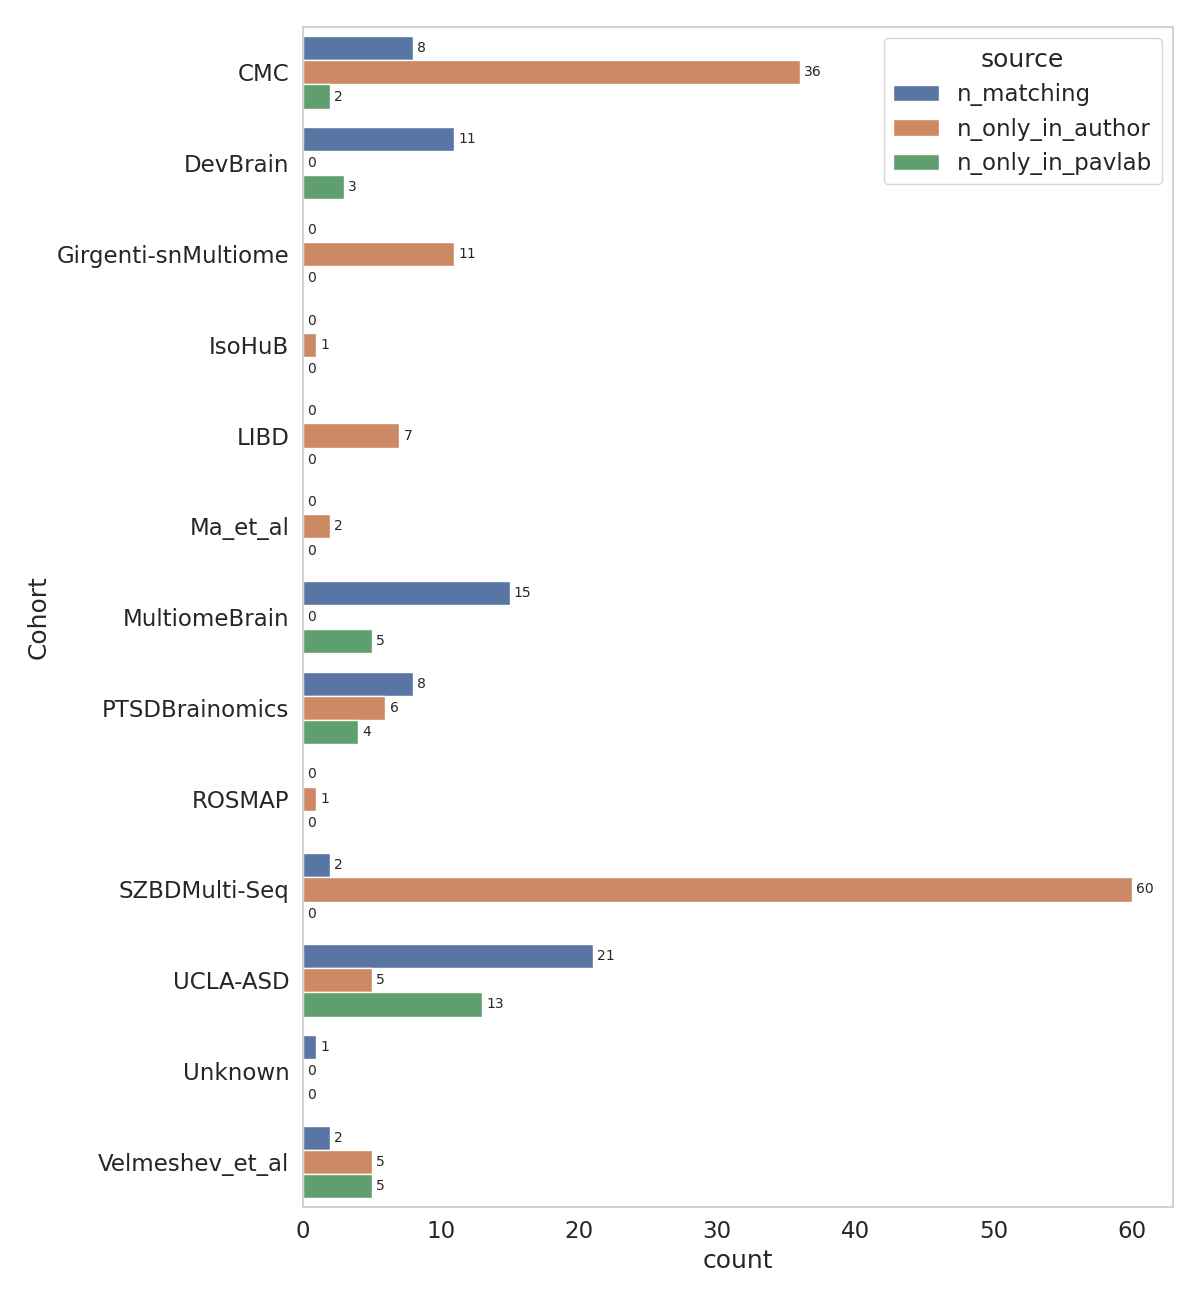 source
n_matching
n_only_in_author
n_only_in_pavlab
Cohort
CMC
8
36
2
DevBrain
11
0
3
Girgenti-snMultiome
0
11
0
IsoHuB
0
1
0
LIBD
0
7
0
Ma_et_al
0
2
0
MultiomeBrain
15
0
5
PTSDBrainomics
8
6
4
ROSMAP
0
1
0
SZBDMulti-Seq
2
60
0
UCLA-ASD
21
5
13
Unknown
1
0
0
Velmeshev_et_al
2
5
5
0 10 20 30 40 50 60
count